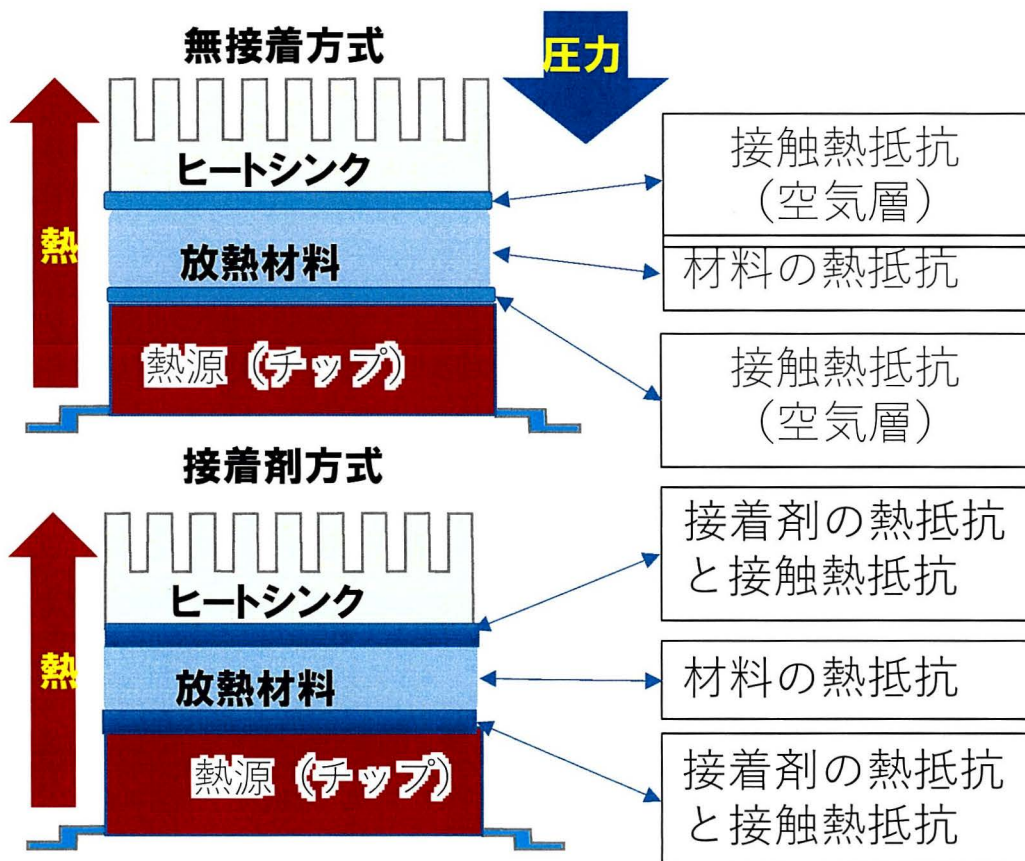 無接着方式
圧力
ヒートシンク
熱
放熱材料
熱源（チップ）
接触熱抵抗
（空気層）
材料の熱抵抗
接触熱抵抗
（空気層）
接着剤方式
ヒートシンク
熱
放熱材料
熱源（チップ）
接着剤の熱抵抗
と接触熱抵抗
材料の熱抵抗
接着剤の熱抵抗
と接触熱抵抗